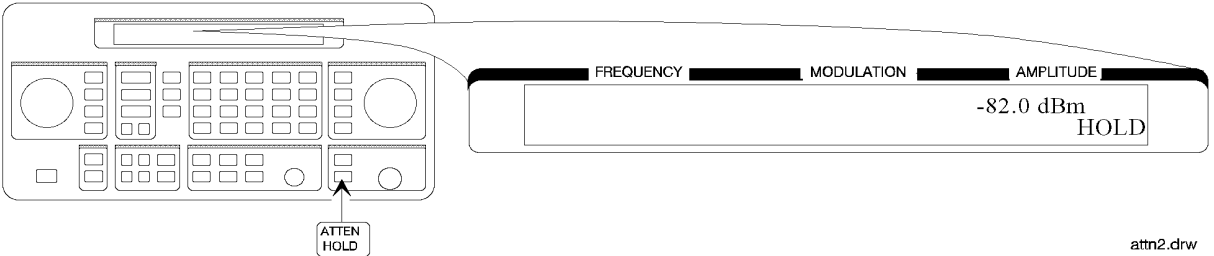 FREQUENCY MODULATION AMPLITUDE
-82.0 dBm
HOLD
ATTEN
HOLD
attn2.drw